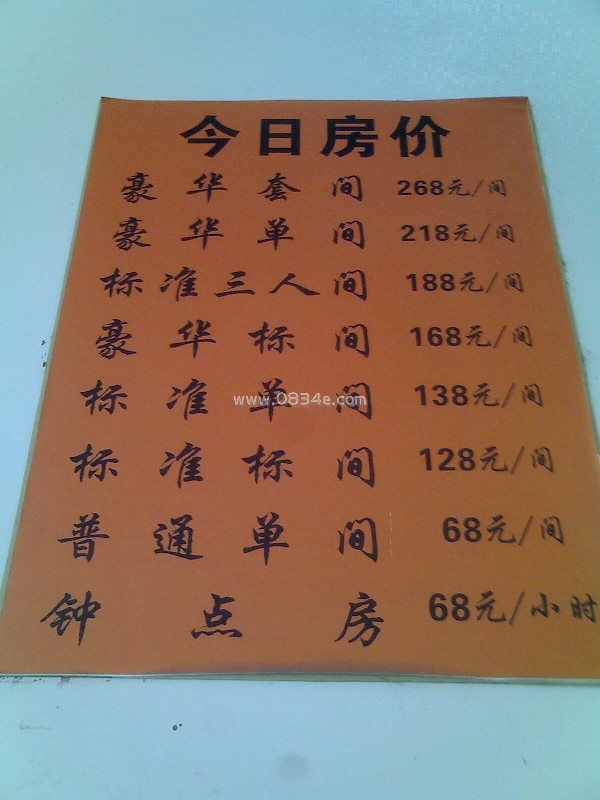 今日房价
豪华套间 268元/间
豪华单间 218元/间
标准三人间 188元/间
豪华标间 168元/间
标准单间 138元/间
www.0834e.com
标准标间 128元/间
普通单间 68元/间
钟点房 68元/小时